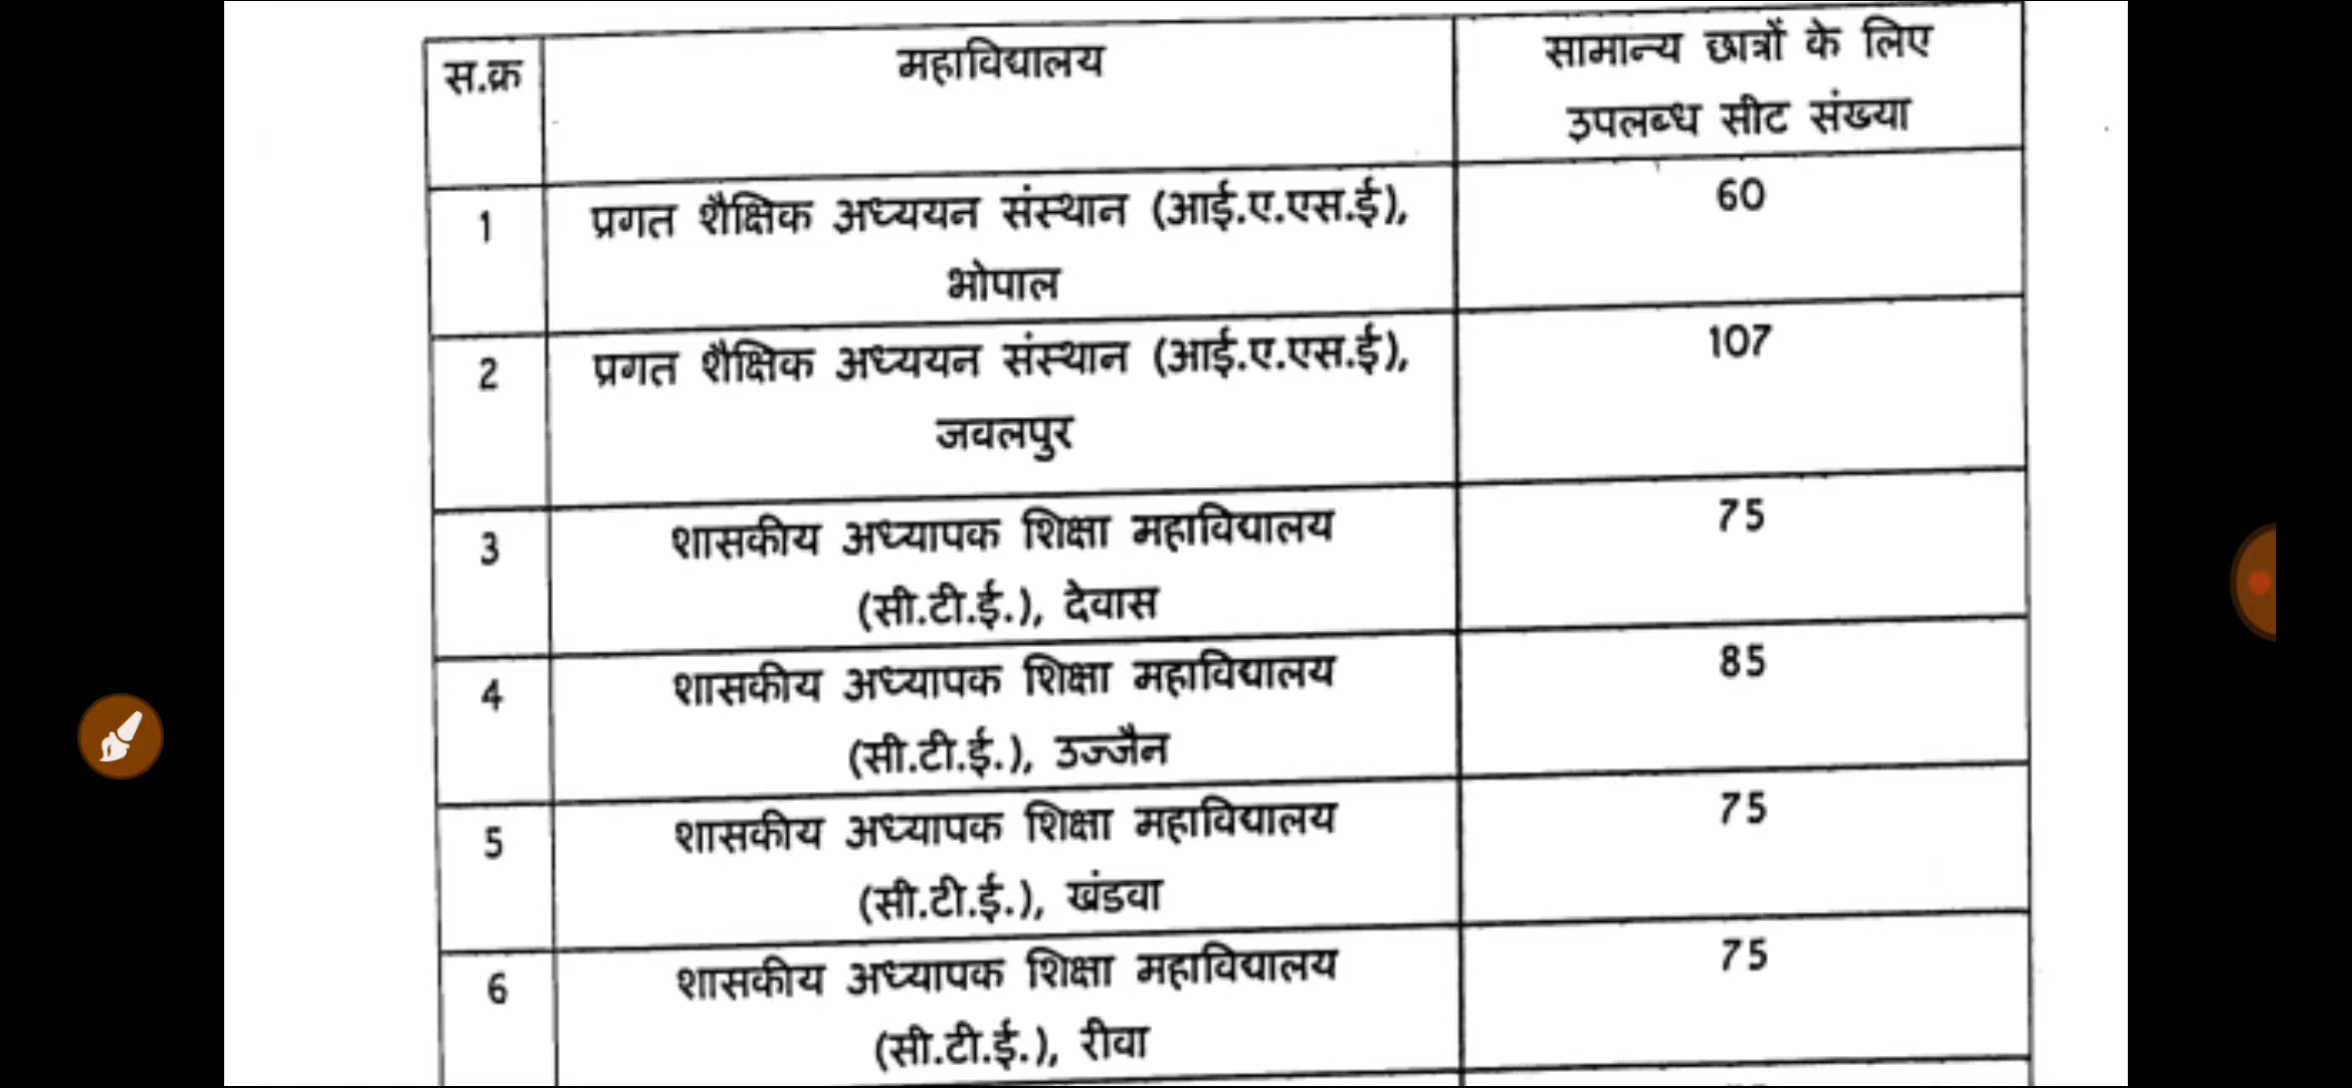 स.क्र
महाविद्यालय
सामान्य छात्रों के लिए
उपलब्ध सीट संख्या
1
प्रगत शैक्षिक अध्ययन संस्थान (आई.ए.एस.ई),
भोपाल
60
2
प्रगत शैक्षिक अध्ययन संस्थान (आई.ए.एस.ई),
जवलपुर
107
3
शासकीय अध्यापक शिक्षा महाविद्यालय
(सी.टी.ई.), देवास
75
4
शासकीय अध्यापक शिक्षा महाविद्यालय
(सी.टी.ई.), उज्जैन
85
5
शासकीय अध्यापक शिक्षा महाविद्यालय
(सी.टी.ई.), खंडवा
75
6
शासकीय अध्यापक शिक्षा महाविद्यालय
(सी.टी.ई.), रीवा
75